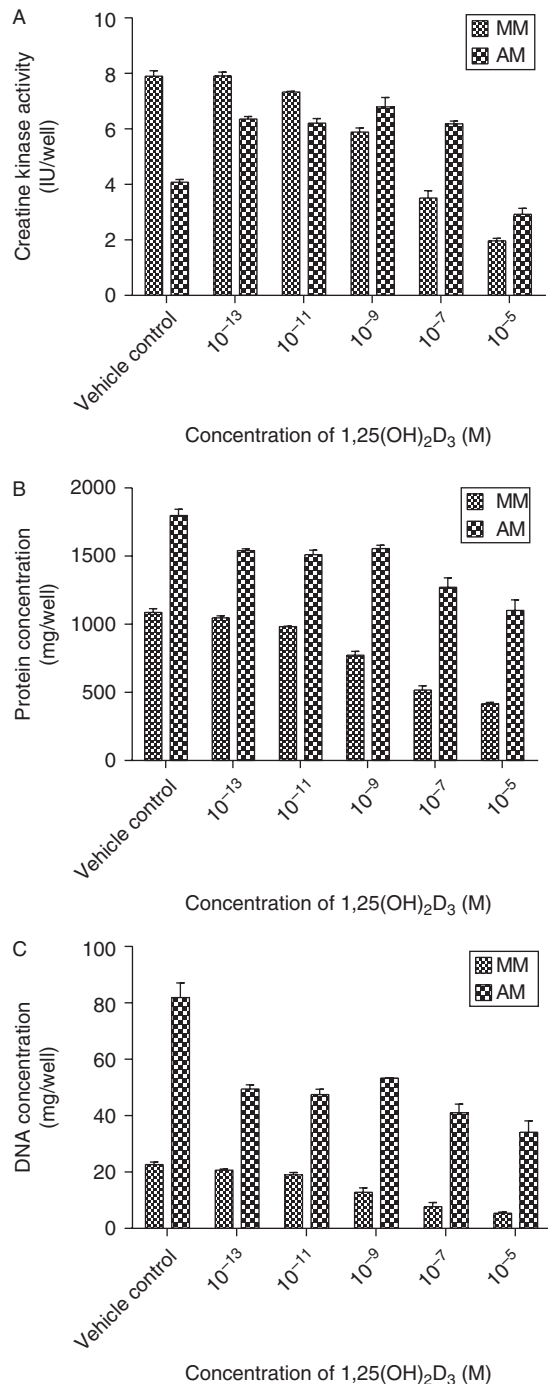 A
Creatine kinase activity
(IU/well)
10
8
6
4
2
0
MM
AM
Vehicle control
10⁻¹³
10⁻¹¹
10⁻⁹
10⁻⁷
10⁻⁵
Concentration of 1,25(OH)₂D₃ (M)
B
Protein concentration
(mg/well)
2000
1500
1000
500
0
MM
AM
Vehicle control
10⁻¹³
10⁻¹¹
10⁻⁹
10⁻⁷
10⁻⁵
Concentration of 1,25(OH)₂D₃ (M)
C
DNA concentration
(mg/well)
100
80
60
40
20
0
MM
AM
Vehicle control
10⁻¹³
10⁻¹¹
10⁻⁹
10⁻⁷
10⁻⁵
Concentration of 1,25(OH)₂D₃ (M)